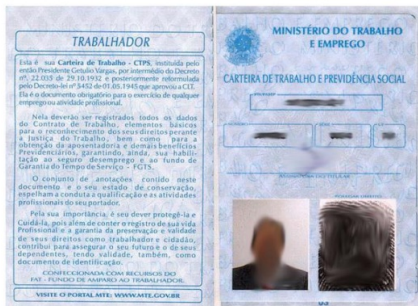 TRABALHADOR
Esta é sua Carteira de Trabalho - CTPS, instituída pelo
então Presidente Getulio Vargas, por intermédio do Decreto
nº. 22.035 de 29.10.1932 e posteriormente reformulada
pelo Decreto-lei nº 5452 de 01.05.1945 que aprovou a CLT.
Ela é o documento obrigatório para o exercício de qualquer
emprego ou atividade profissional.
Nela deverão ser registrados todos os dados
do Contrato de Trabalho, elementos básicos
para o reconhecimento dos seus direitos perante
a Justiça do Trabalho, bem como para a
obtenção da aposentadoria e demais benefícios
Previdenciários, garantindo, ainda, sua habili-
tação ao seguro desemprego e ao Fundo de
Garantia do Tempo de Serviço - FGTS.
O conjunto de anotações contido neste
documento e o seu estado de conservação,
espelham a conduta a qualificação e as atividades
profissionais do seu portador.
Pela sua importância, é seu dever protegê-la e
Cuidá-la, pois além de conter o registro de sua vida
Profissional e a garantia da preservação e validade
de seus direitos como trabalhador e cidadão,
contribui para assegurar o seu futuro e o de seus
dependentes, tendo validade, também, como
documento de identificação.
CONFECCIONADA COM RECURSOS DO
FAT - FUNDO DE AMPARO AO TRABALHADOR.
VISITE O PORTAL MTE: WWW.MTE.GOV.BR
MINISTÉRIO DO TRABALHO
E EMPREGO
CARTEIRA DE TRABALHO E PREVIDÊNCIA SOCIAL